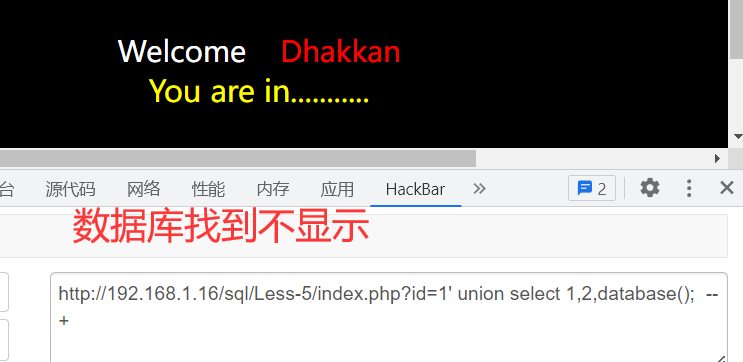 Welcome Dhakkan
You are in...........
台 源代码 网络 性能 内存 应用 HackBar 2
数据库找到不显示
http://192.168.1.16/sql/Less-5/index.php?id=1' union select 1,2,database(); --
+